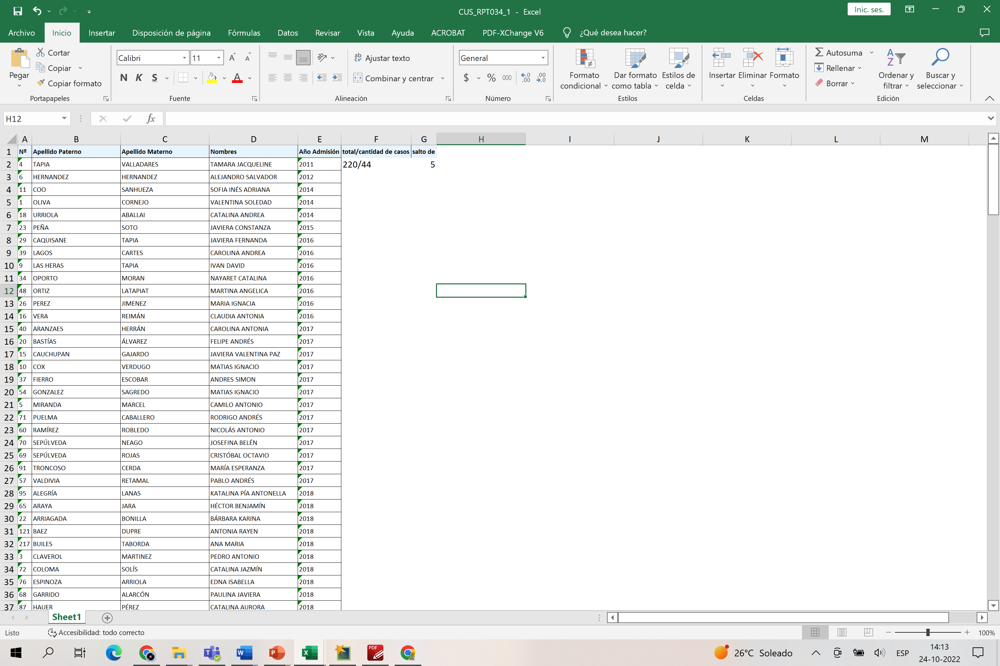 CUS_RPT034_1 - Excel
Inic. ses.
Archivo Inicio Insertar Disposición de página Fórmulas Datos Revisar Vista Ayuda ACROBAT PDF-XChange V6 ¿Qué desea hacer?
Pegar
Cortar
Copiar
Copiar formato
Portapapeles
Calibri 11
N K S
Fuente
Ajustar texto
Combinar y centrar
Alineación
General
$ % 000
Número
Formato condicional
Dar formato como tabla
Estilos de celda
Estilos
Insertar Eliminar Formato
Celdas
Autosuma
Rellenar
Borrar
Ordenar y filtrar
Buscar y seleccionar
Edición
H12 fx
A B C D E F G H I J K L M
1 Nº Apellido Paterno Apellido Materno Nombres Año Admisión total/cantidad de casos salto de
2 4 TAPIA VALLADARES TAMARA JACQUELINE 2011 220/44 5
3 6 HERNANDEZ HERNANDEZ ALEJANDRO SALVADOR 2012
4 11 COO SANHUEZA SOFIA INÉS ADRIANA 2014
5 1 OLIVA CORNEJO VALENTINA SOLEDAD 2014
6 18 URRIOLA ABALLAI CATALINA ANDREA 2014
7 23 PEÑA SOTO JAVIERA CONSTANZA 2015
8 29 CAQUISANE TAPIA JAVIERA FERNANDA 2016
9 39 LAGOS CARTES CAROLINA ANDREA 2016
10 9 LAS HERAS TAPIA IVAN DAVID 2016
11 34 OPORTO MORAN NAYARET CATALINA 2016
12 48 ORTIZ LATAPIAT MARTINA ANGELICA 2016
13 26 PEREZ JIMENEZ MARIA IGNACIA 2016
14 16 VERA REIMÁN CLAUDIA ANTONIA 2016
15 40 ARANZAES HERRÁN CAROLINA ANTONIA 2017
16 20 BASTÍAS ÁLVAREZ FELIPE ANDRÉS 2017
17 15 CAUCHUPAN GAJARDO JAVIERA VALENTINA PAZ 2017
18 10 COX VERDUGO MATIAS IGNACIO 2017
19 37 FIERRO ESCOBAR ANDRES SIMON 2017
20 54 GONZALEZ SAGREDO MATIAS IGNACIO 2017
21 5 MIRANDA MARCEL CAMILO ANTONIO 2017
22 71 PUELMA CABALLERO RODRIGO ANDRÉS 2017
23 60 RAMÍREZ ROBLEDO NICOLÁS ANTONIO 2017
24 70 SEPÚLVEDA NEAGO JOSEFINA BELÉN 2017
25 69 SEPÚLVEDA ROJAS CRISTÓBAL OCTAVIO 2017
26 91 TRONCOSO CERDA MARÍA ESPERANZA 2017
27 57 VALDIVIA RETAMAL PABLO ANDRÉS 2017
28 95 ALEGRÍA LANAS KATALINA PÍA ANTONELLA 2018
29 65 ARAYA JARA HÉCTOR BENJAMÍN 2018
30 22 ARRIAGADA BONILLA BÁRBARA KARINA 2018
31 121 BAEZ DUPRE ANTONIA RAYEN 2018
32 217 BUILES TABORDA ANA MARIA 2018
33 3 CLAVEROL MARTINEZ PEDRO ANTONIO 2018
34 72 COLOMA SOLÍS CATALINA JAZMÍN 2018
35 76 ESPINOZA ARRIOLA EDNA ISABELLA 2018
36 68 GARRIDO ALARCÓN PAULINA JAVIERA 2018
37 87 HAUER PÉREZ CATALINA AURORA 2018
Sheet1
Listo Accesibilidad: todo correcto 100%
26°C Soleado ESP 14:13
24-10-2022